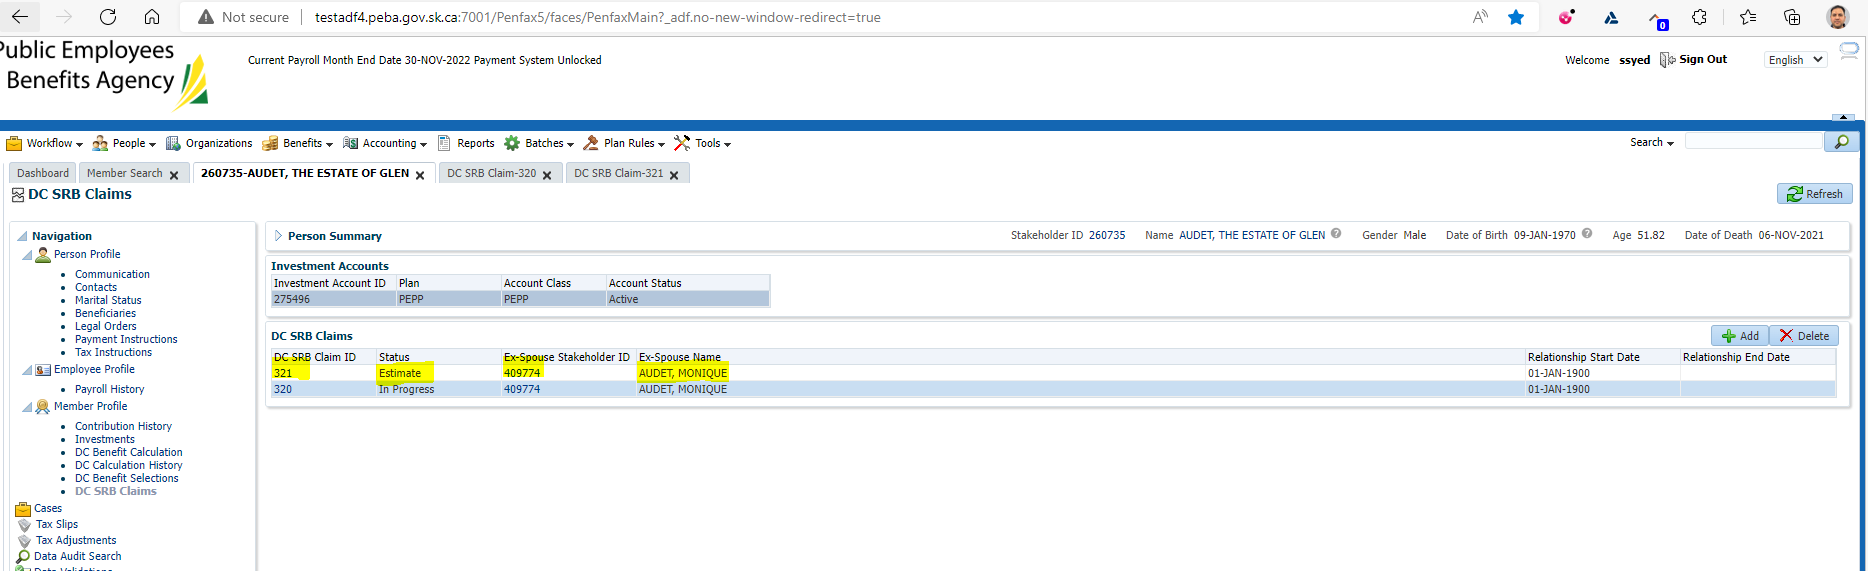 Not secure testadf4.peba.gov.sk.ca:7001/Penfax5/faces/PenfaxMain?_adf.no-new-window-redirect=true
0
Public Employees
Benefits Agency
Current Payroll Month End Date 30-NOV-2022 Payment System Unlocked
Welcome ssyed Sign Out English
Workflow People Organizations Benefits Accounting Reports Batches Plan Rules Tools Search
Dashboard Member Search 260735-AUDET, THE ESTATE OF GLEN DC SRB Claim-320 DC SRB Claim-321
DC SRB Claims Refresh
Navigation
Person Profile
Communication
Contacts
Marital Status
Beneficiaries
Legal Orders
Payment Instructions
Tax Instructions
Employee Profile
Payroll History
Member Profile
Contribution History
Investments
DC Benefit Calculation
DC Calculation History
DC Benefit Selections
DC SRB Claims
Cases
Tax Slips
Tax Adjustments
Data Audit Search
Data Validations
Person Summary Stakeholder ID 260735 Name AUDET, THE ESTATE OF GLEN Gender Male Date of Birth 09-JAN-1970 Age 51.82 Date of Death 06-NOV-2021
Investment Accounts
Investment Account ID Plan Account Class Account Status
275496 PEPP PEPP Active
DC SRB Claims Add Delete
DC SRB Claim ID Status Ex-Spouse Stakeholder ID Ex-Spouse Name Relationship Start Date Relationship End Date
321 Estimate 409774 AUDET, MONIQUE 01-JAN-1900
320 In Progress 409774 AUDET, MONIQUE 01-JAN-1900